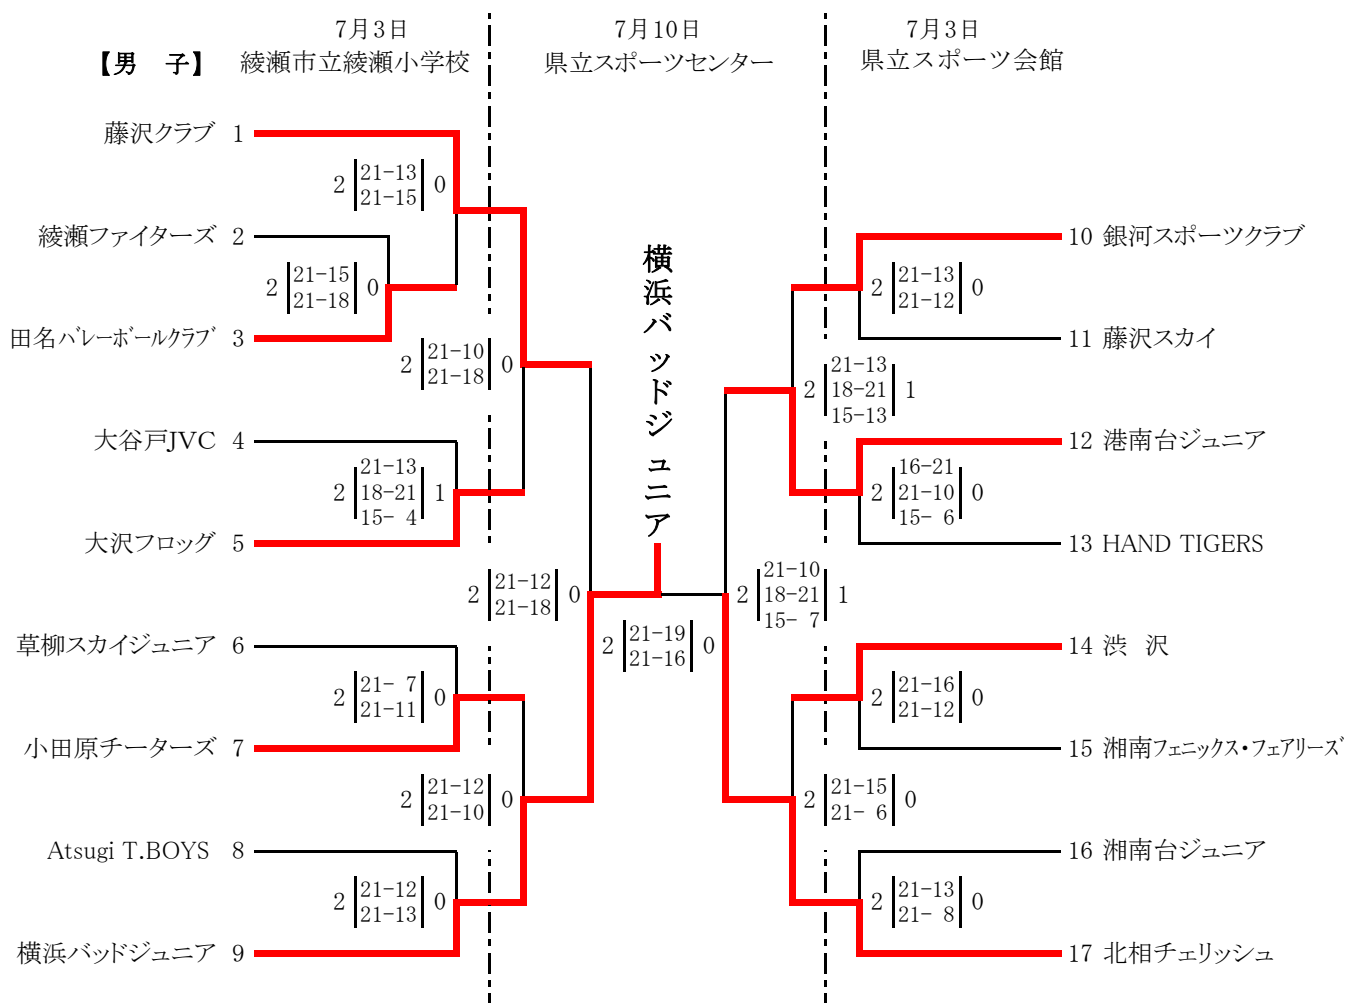 7月3日
7月10日
7月3日
【男　子】
綾瀬市立綾瀬小学校
県立スポーツセンター
県立スポーツ会館
藤沢クラブ 1
2 21-13 0
21-15
綾瀬ファイターズ 2
2 21-15 0
21-18
田名バレーボールクラブ 3
2 21-10 0
21-18
大谷戸JVC 4
21-13
2 18-21 1
15- 4
大沢フロッグ 5
2 21-12 0
21-18
草柳スカイジュニア 6
2 21- 7 0
21-11
小田原チーターズ 7
2 21-12 0
21-10
Atsugi T.BOYS 8
2 21-12 0
21-13
横浜バッドジュニア 9
横浜バッドジュニア
2 21-19 0
21-16
10 銀河スポーツクラブ
2 21-13 0
21-12
11 藤沢スカイ
21-13
2 18-21 1
15-13
12 港南台ジュニア
16-21
2 21-10 0
15- 6
13 HAND TIGERS
21-10
2 18-21 1
15- 7
14 渋 沢
2 21-16 0
21-12
15 湘南フェニックス・フェアリーズ
2 21-15 0
21- 6
16 湘南台ジュニア
2 21-13 0
21- 8
17 北相チェリッシュ